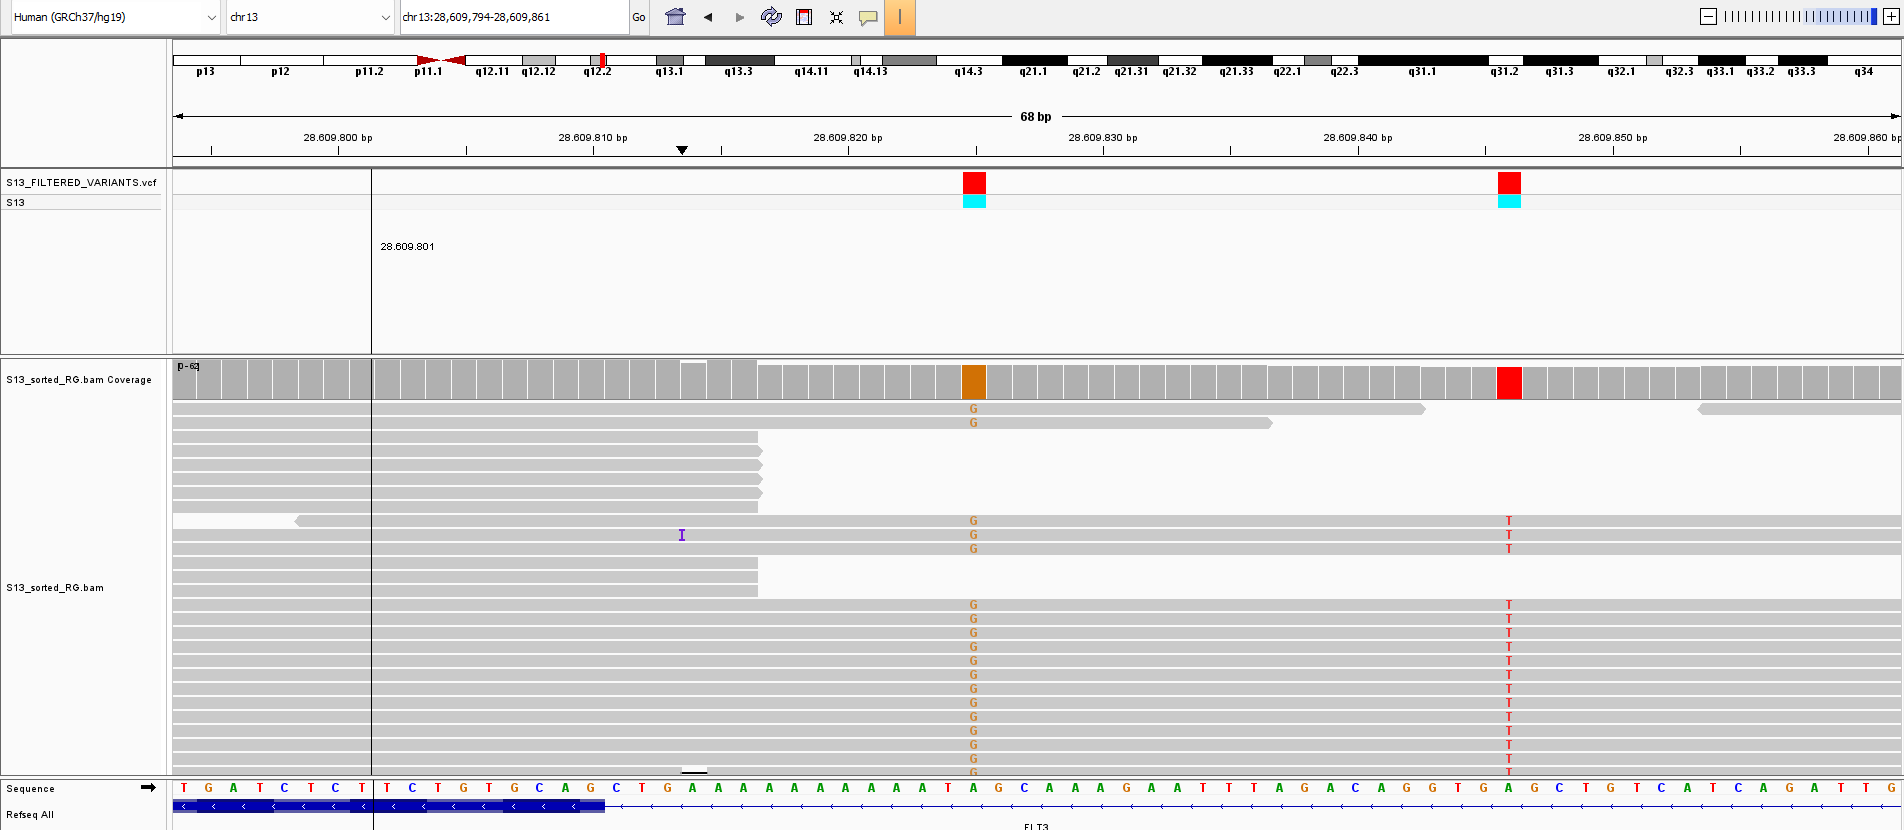 Human (GRCh37/hg19) chr13 chr13:28,609,794-28,609,861 Go
p13 p12 p11.2 p11.1 q12.11 q12.12 q12.2 q13.1 q13.3 q14.11 q14.13 q14.3 q21.1 q21.2 q21.31 q21.32 q21.33 q22.1 q22.3 q31.1 q31.2 q31.3 q32.1 q32.3 q33.1 q33.2 q33.3 q34
68 bp
28.609.800 bp 28.609.810 bp 28.609.820 bp 28.609.830 bp 28.609.840 bp 28.609.850 bp 28.609.860 bp
S13_FILTERED_VARIANTS.vcf
S13
28.609.801
[0-62]
S13_sorted_RG.bam Coverage
G
G
G T
G T
G T
S13_sorted_RG.bam
G T
G T
G T
G T
G T
G T
G T
G T
G T
G T
G T
G T
G T
Sequence T G A T C T C T T C T G T G C A G C T G A A A A A A A A A A T A G C A A A G A A T T T A G A C A G G T G A G C T G T C A T C A G A T T G
Refseq All
FLT3